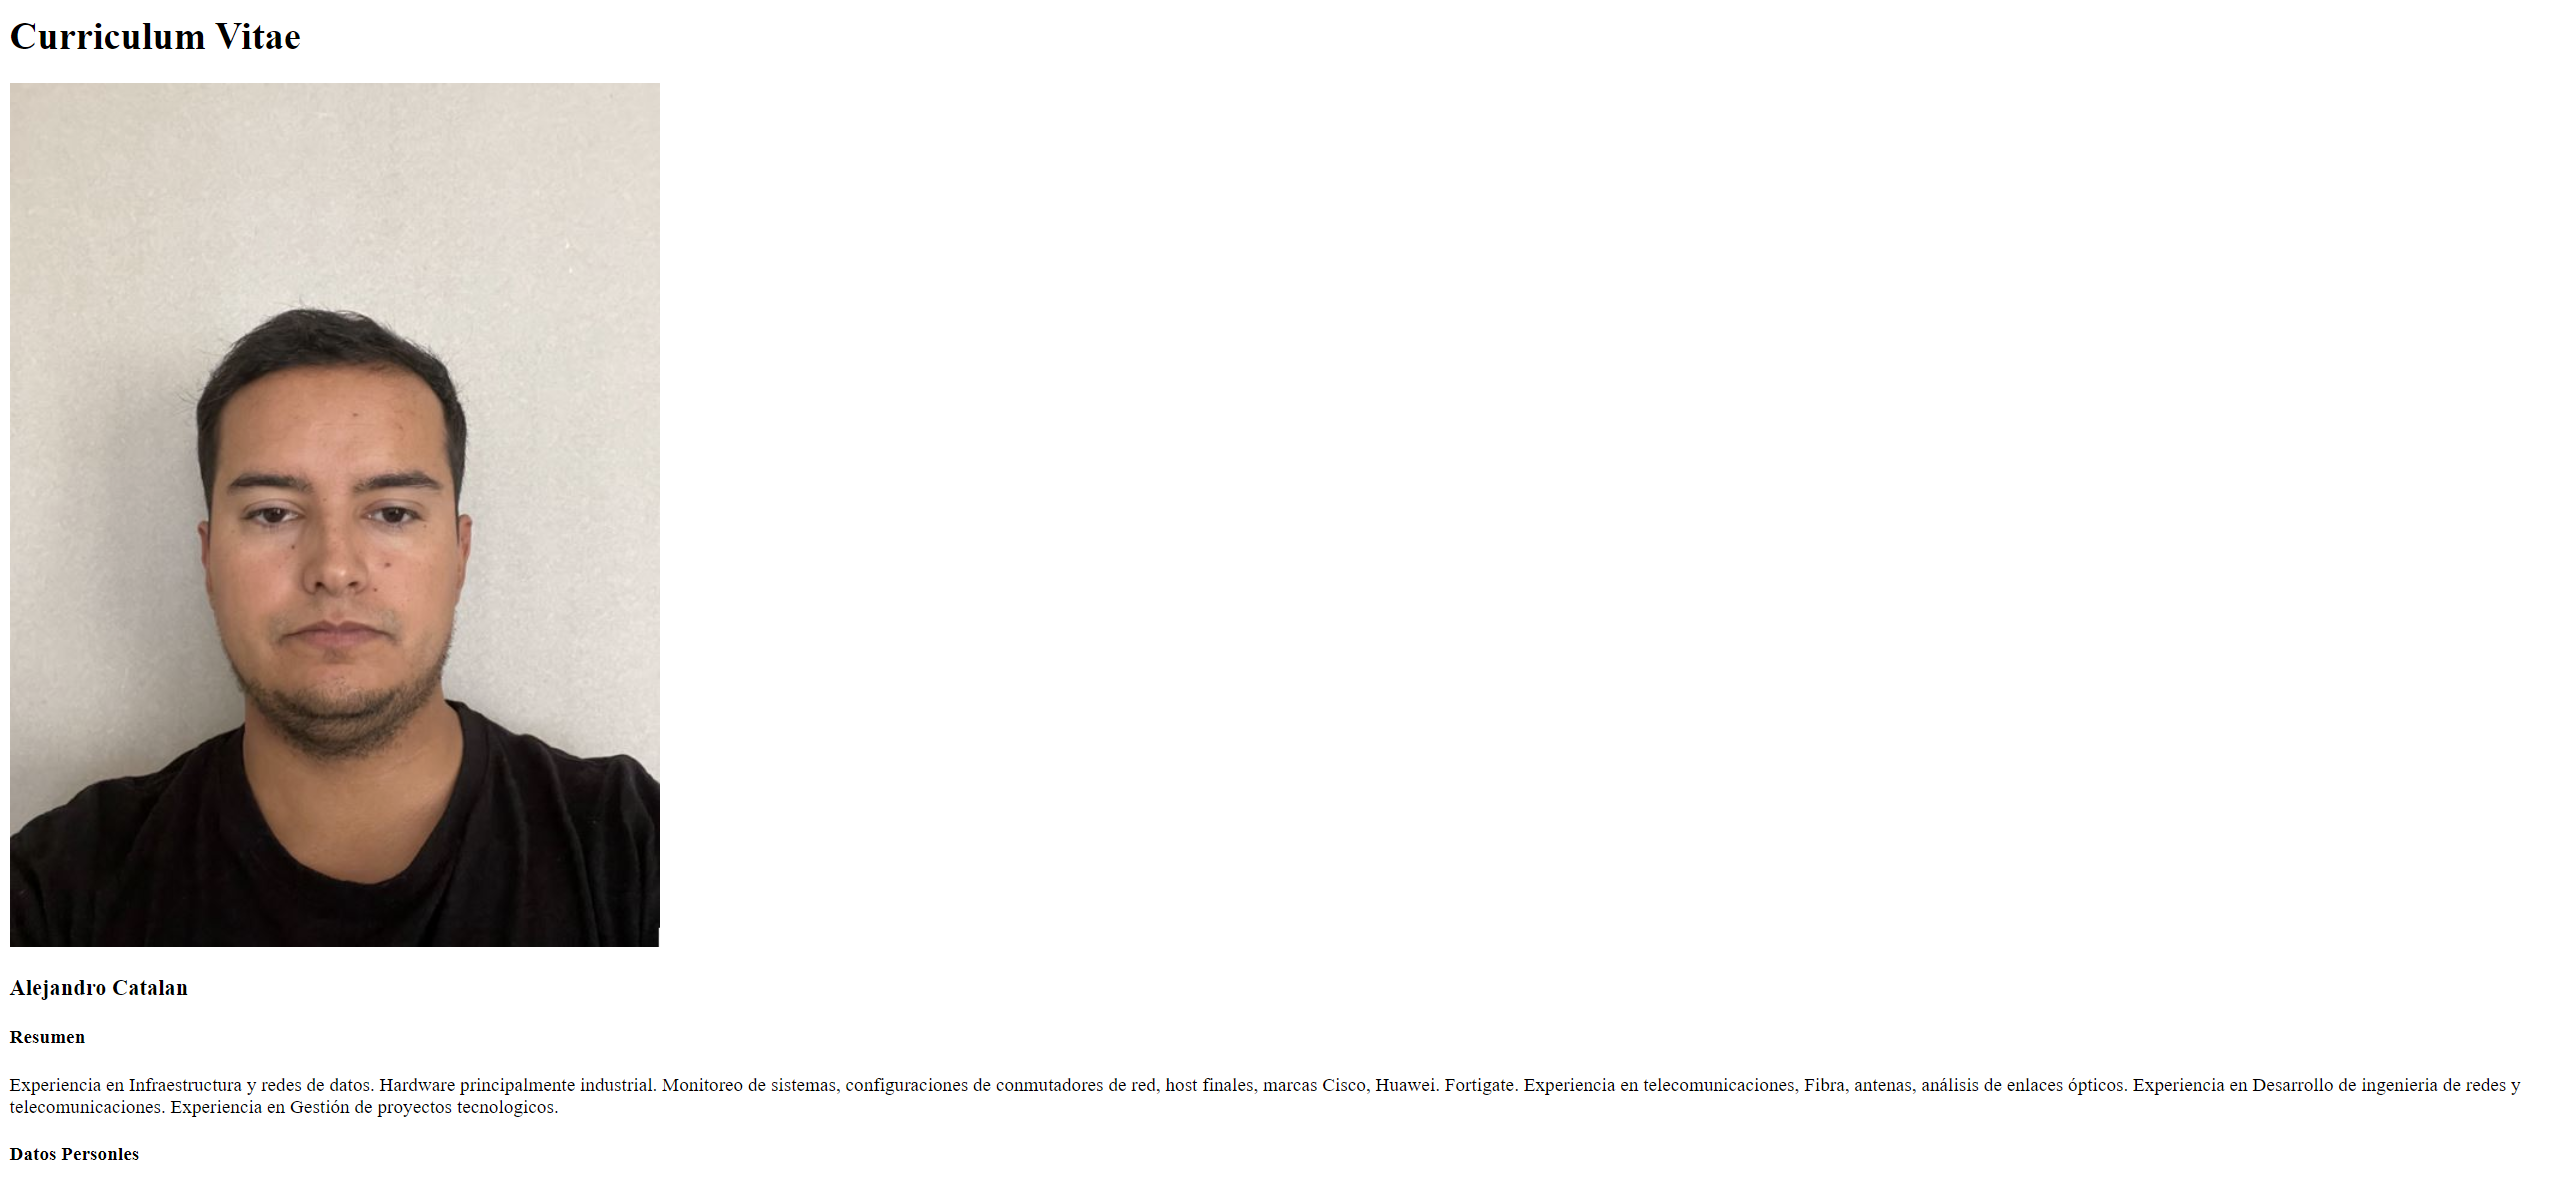 Curriculum Vitae
Alejandro Catalan
Resumen
Experiencia en Infraestructura y redes de datos. Hardware principalmente industrial. Monitoreo de sistemas, configuraciones de conmutadores de red, host finales, marcas Cisco, Huawei. Fortigate. Experiencia en telecomunicaciones, Fibra, antenas, análisis de enlaces ópticos. Experiencia en Desarrollo de ingenieria de redes y
telecomunicaciones. Experiencia en Gestión de proyectos tecnologicos.
Datos Personles